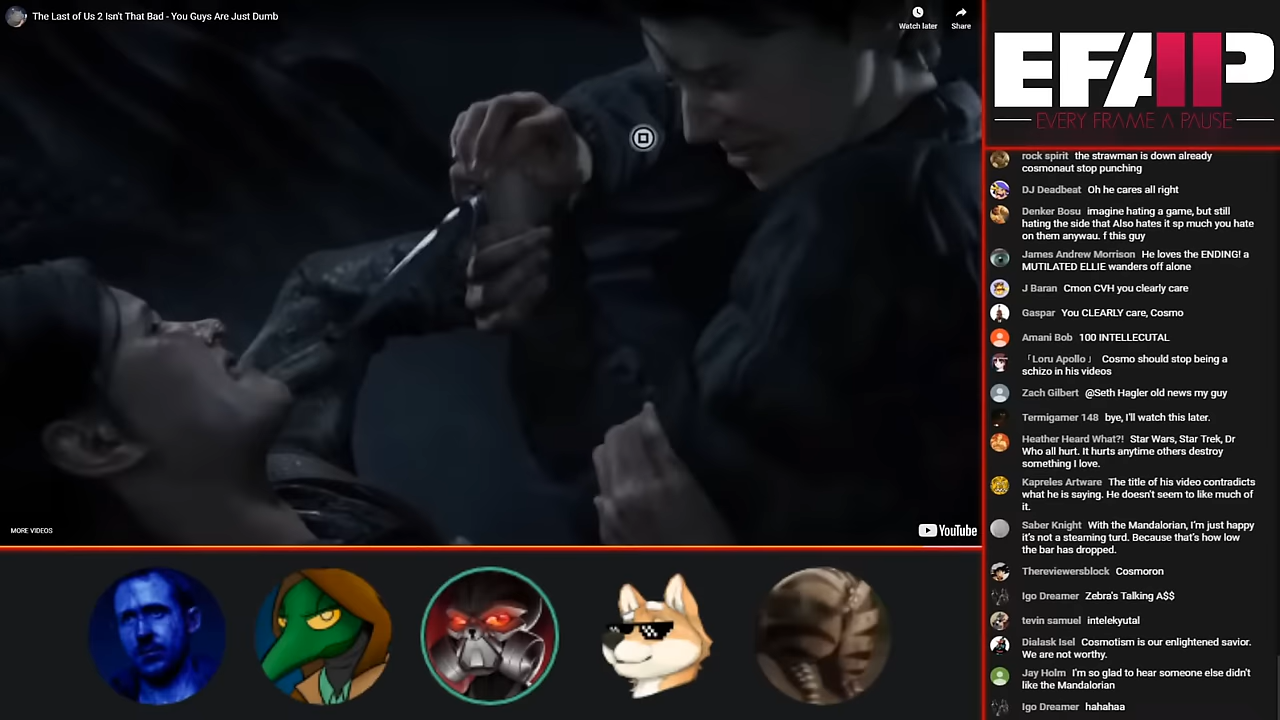 The Last of Us 2 Isn't That Bad - You Guys Are Just Dumb
Watch later
Share
MORE VIDEOS
YouTube
EFAP
EVERY FRAME A PAUSE
rock spirit the strawman is down already
cosmonaut stop punching
DJ Deadbeat Oh he cares all right
Denker Bosu imagine hating a game, but still
hating the side that Also hates it sp much you hate
on them anywau. f this guy
James Andrew Morrison He loves the ENDING! a
MUTILATED ELLIE wanders off alone
J Baran Cmon CVH you clearly care
Gaspar You CLEARLY care, Cosmo
Amani Bob 100 INTELLECUTAL
「Loru Apollo」 Cosmo should stop being a
schizo in his videos
Zach Gilbert @Seth Hagler old news my guy
Termigamer 148 bye, I'll watch this later.
Heather Heard What?! Star Wars, Star Trek, Dr
Who all hurt. It hurts anytime others destroy
something I love.
Kapreles Artware The title of his video contradicts
what he is saying. He doesn't seem to like much of
it.
Saber Knight With the Mandalorian, I'm just happy
it's not a steaming turd. Because that's how low
the bar has dropped.
Thereviewersblock Cosmoron
Igo Dreamer Zebra's Talking A$$
tevin samuel intelekyutal
Dialask Isel Cosmotism is our enlightened savior.
We are not worthy.
Jay Holm I'm so glad to hear someone else didn't
like the Mandalorian
Igo Dreamer hahahaa